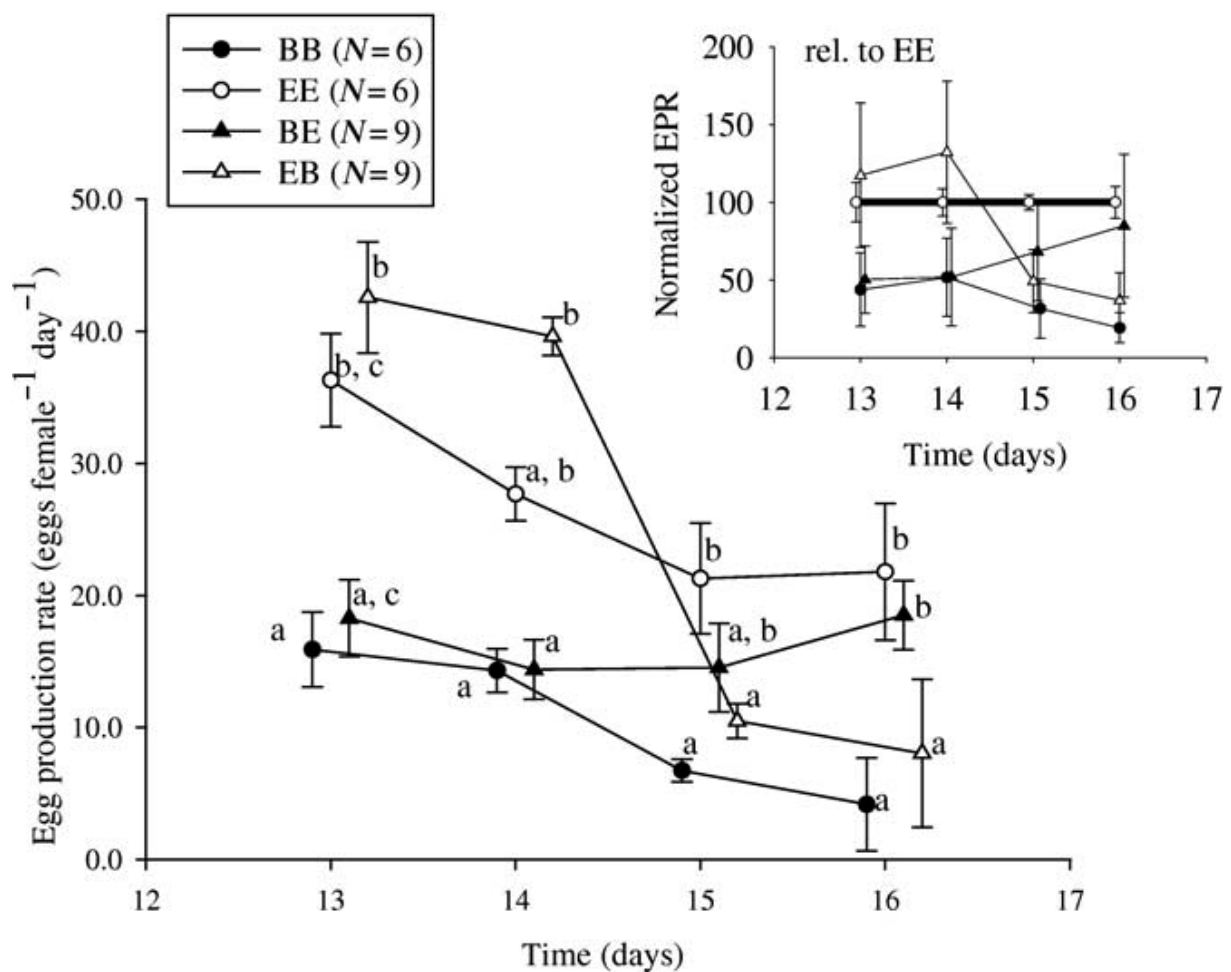 BB (N=6)
EE (N=6)
BE (N=9)
EB (N=9)
Egg production rate (eggs female⁻¹ day⁻¹)
50.0
40.0
30.0
20.0
10.0
0.0
12 13 14 15 16 17
Time (days)
b
b
b, c
a, b
b
b
a, c
a
a, b
b
a
a
a
a
a
a
rel. to EE
Normalized EPR
200
150
100
50
0
12 13 14 15 16 17
Time (days)